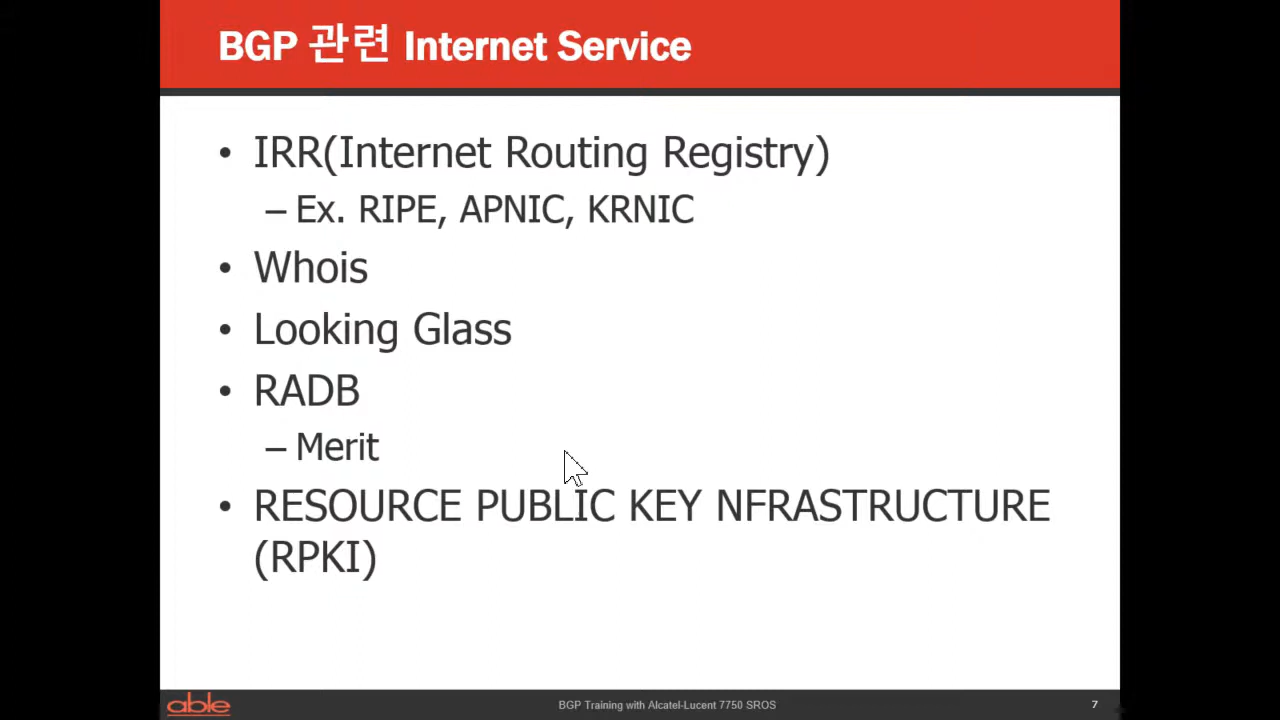 BGP 관련 Internet Service
• IRR(Internet Routing Registry)
– Ex. RIPE, APNIC, KRNIC
• Whois
• Looking Glass
• RADB
– Merit
• RESOURCE PUBLIC KEY NFRASTRUCTURE
(RPKI)
able
BGP Training with Alcatel-Lucent 7750 SROS
7